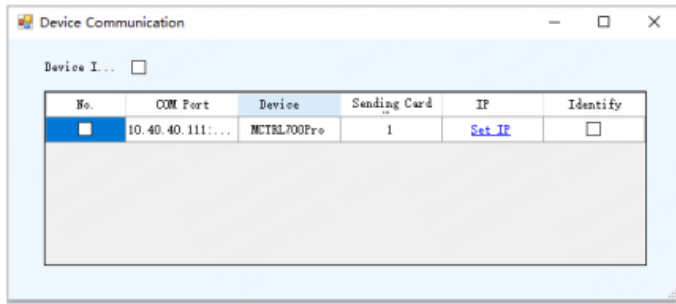 Device Communication
Device I...
No. COM Port Device Sending Card IP Identify
10.40.40.111:... MCTRL700Pro 1 Set IP